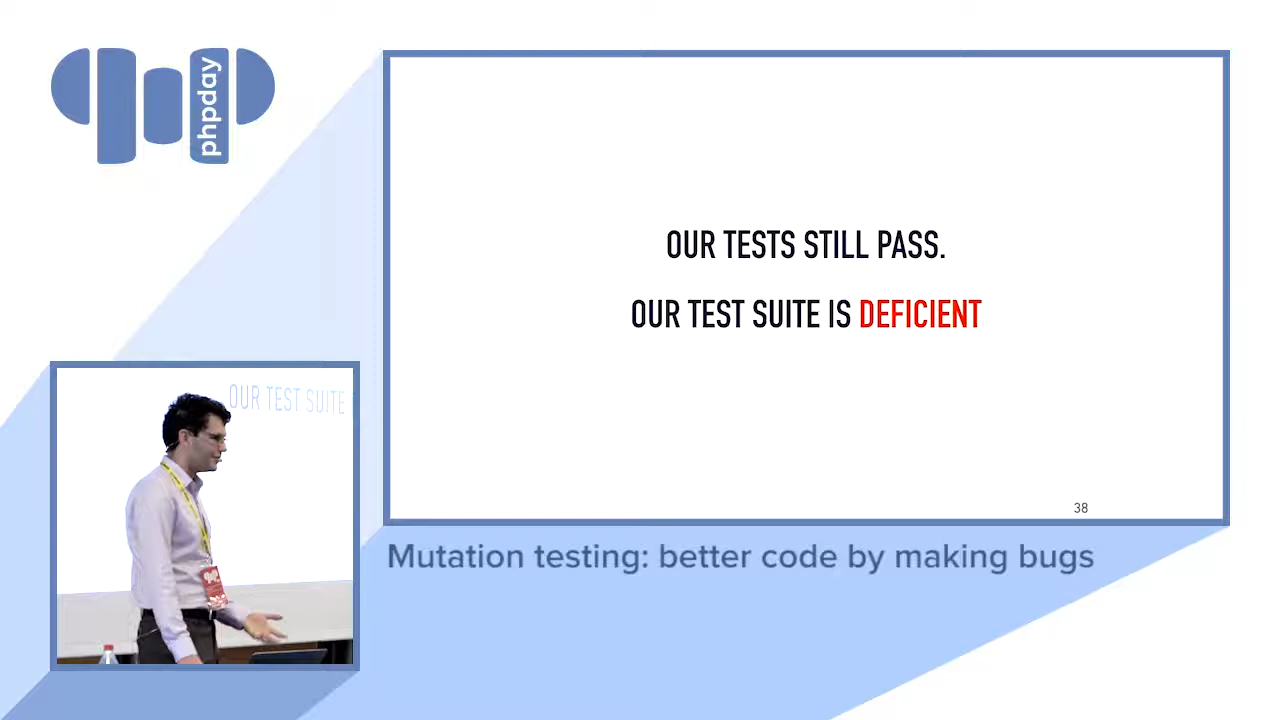 phpday
OUR TESTS STILL PASS.
OUR TEST SUITE IS DEFICIENT
38
Mutation testing: better code by making bugs
OUR TEST SUITE